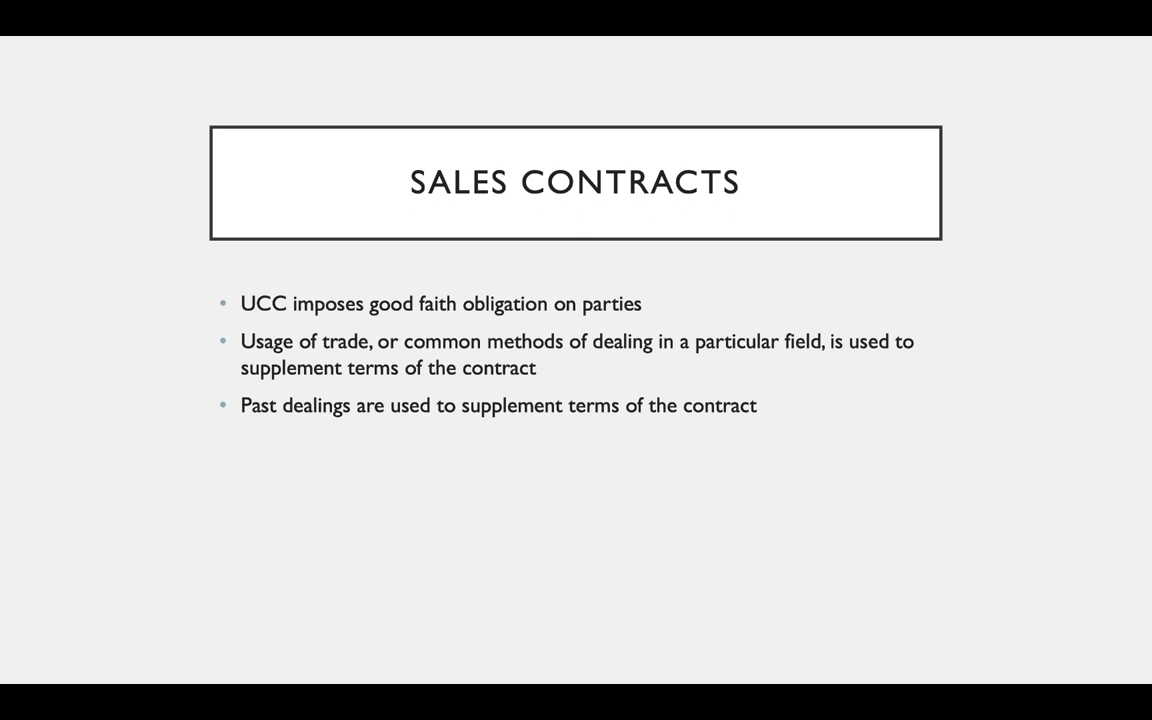 SALES CONTRACTS
• UCC imposes good faith obligation on parties
• Usage of trade, or common methods of dealing in a particular field, is used to
supplement terms of the contract
• Past dealings are used to supplement terms of the contract